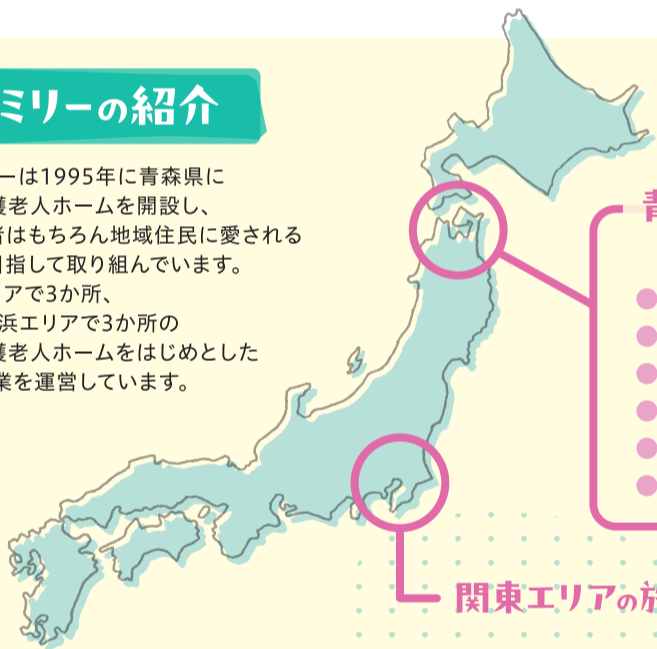 ミリーの紹介
ーは1995年に青森県に
護老人ホームを開設し、
者はもちろん地域住民に愛される
目指して取り組んでいます。
リアで3か所、
浜エリアで3か所の
護老人ホームをはじめとした
業を運営しています。
青
関東エリアの施